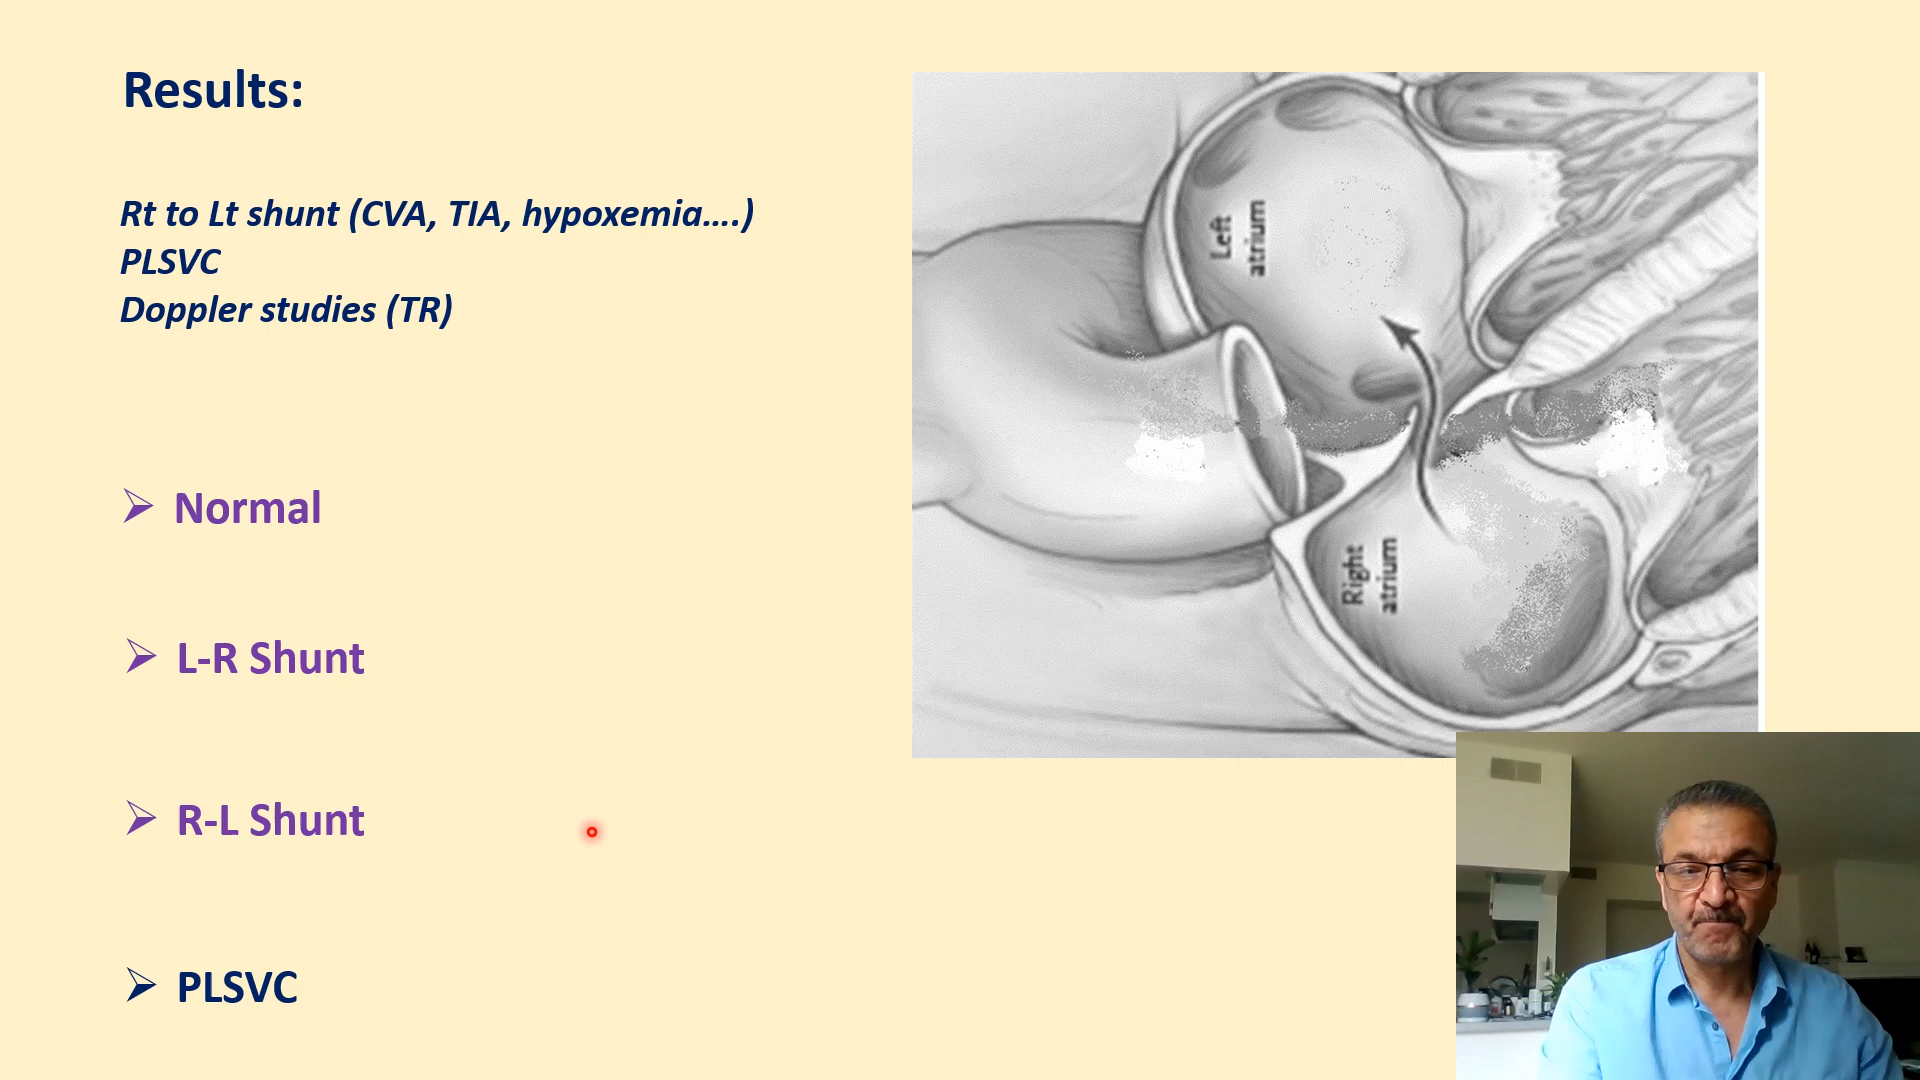 Results:
Rt to Lt shunt (CVA, TIA, hypoxemia....)
PLSVC
Doppler studies (TR)
➢ Normal
➢ L-R Shunt
➢ R-L Shunt
➢ PLSVC
Left
atrium
Right
atrium